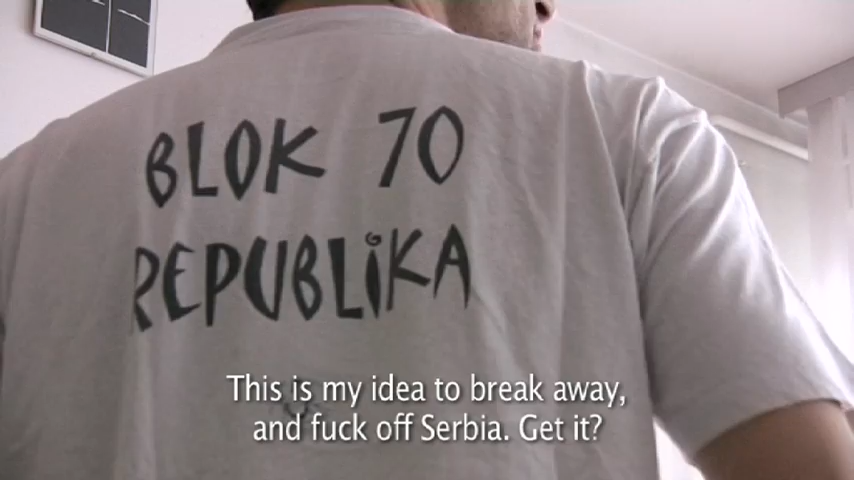 BLOK 70
REPUBLIKA
This is my idea to break away,
and fuck off Serbia. Get it?